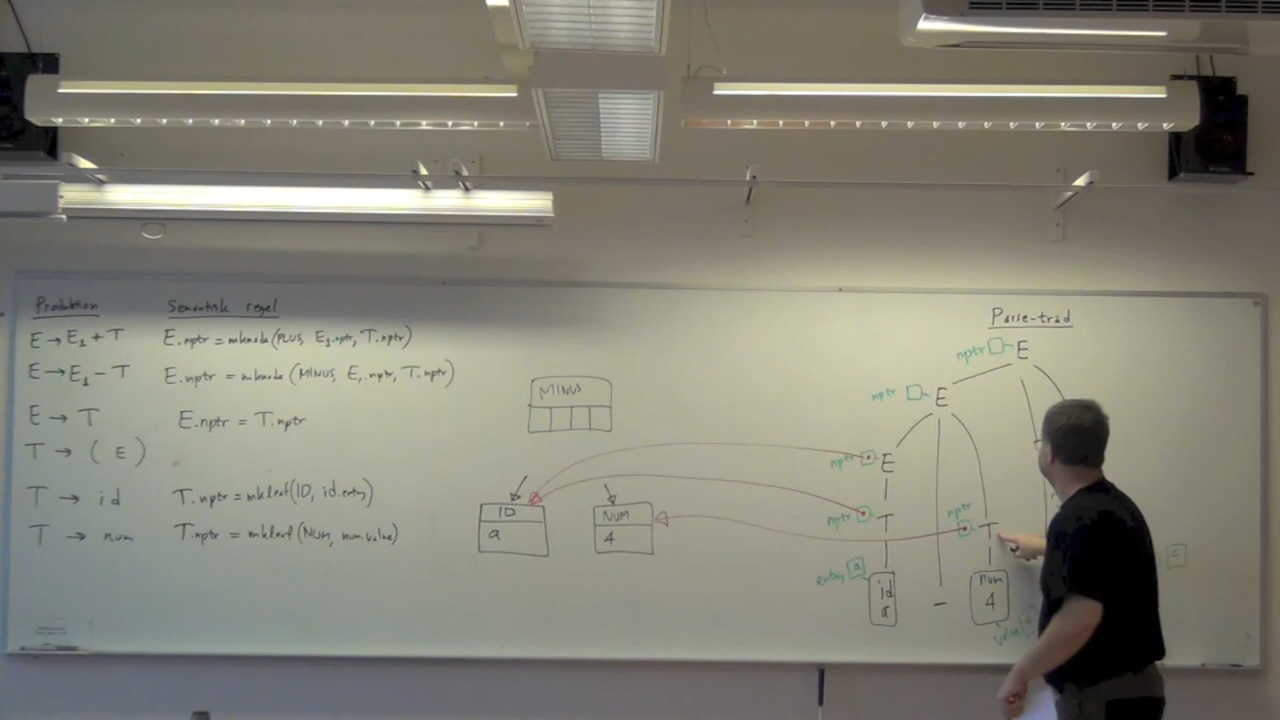 Produktion Semantisk regel
E → E₁ + T E.nptr = mknode(PLUS, E₁.nptr, T.nptr)
E → E₁ - T E.nptr = mknode(MINUS, E₁.nptr, T.nptr)
E → T E.nptr = T.nptr
T → ( E )
T → id T.nptr = mkleaf(ID, id.entry)
T → num T.nptr = mkleaf(NUM, num.value)
MINUS
ID
a
NUM
4
Parse-träd
nptr E
nptr E
nptr E
nptr T
nptr T
entry a
id
a
-
num
4
value